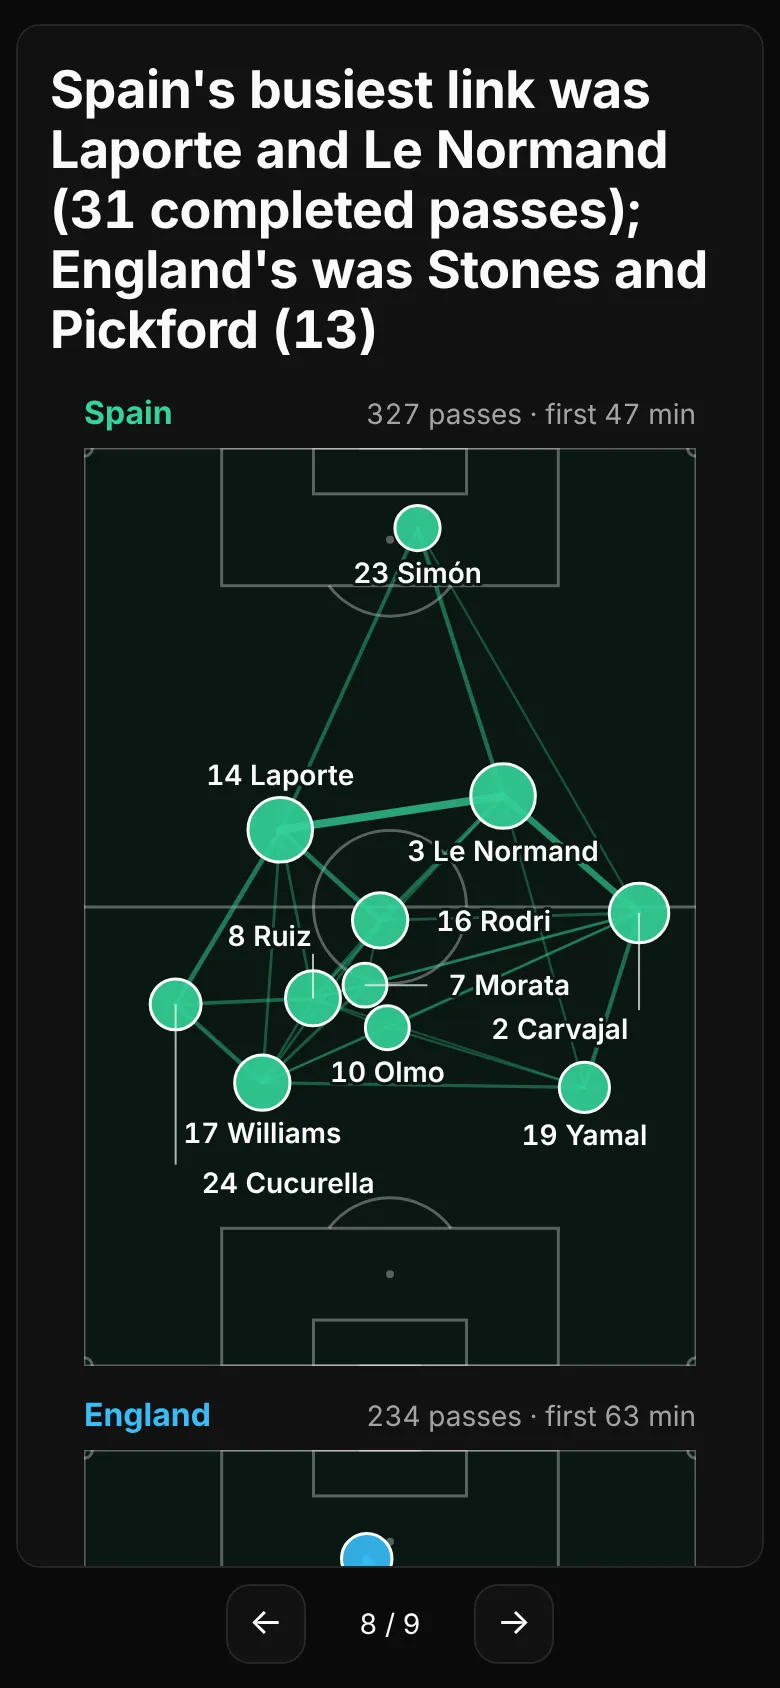 Spain's busiest link was
Laporte and Le Normand
(31 completed passes);
England's was Stones and
Pickford (13)
Spain
327 passes · first 47 min
23 Simón
14 Laporte
3 Le Normand
16 Rodri
8 Ruiz
7 Morata
2 Carvajal
10 Olmo
17 Williams
19 Yamal
24 Cucurella
England
234 passes · first 63 min
← 8 / 9 →